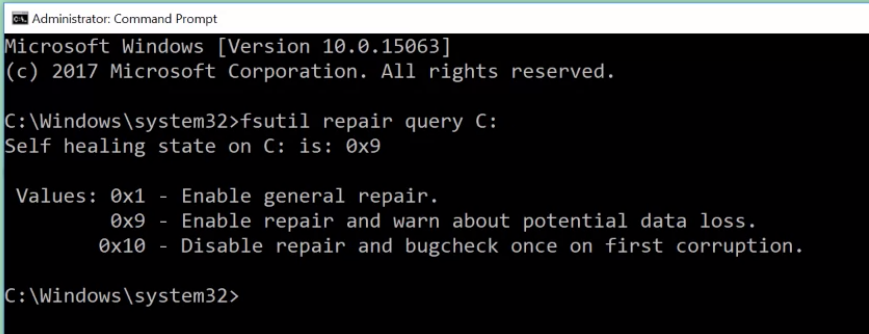 Administrator: Command Prompt
Microsoft Windows [Version 10.0.15063]
(c) 2017 Microsoft Corporation. All rights reserved.
C:\Windows\system32>fsutil repair query C:
Self healing state on C: is: 0x9
Values: 0x1 - Enable general repair.
0x9 - Enable repair and warn about potential data loss.
0x10 - Disable repair and bugcheck once on first corruption.
C:\Windows\system32>